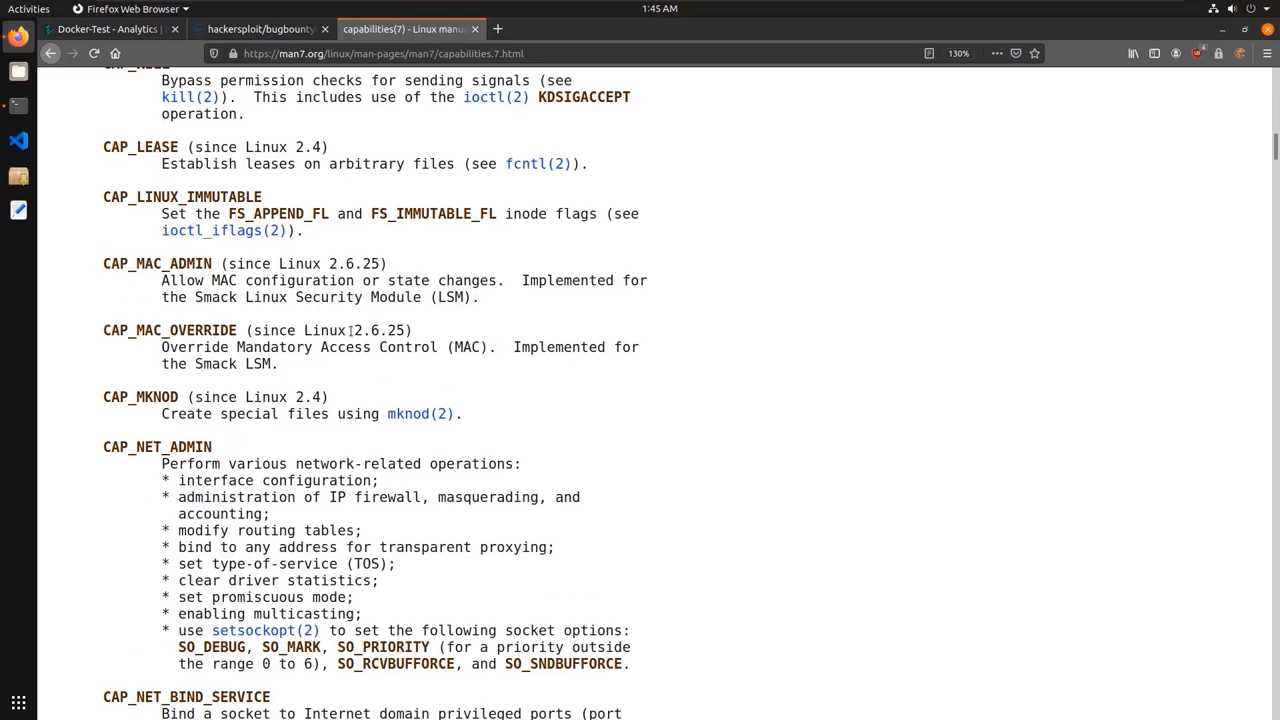 Activities
Firefox Web Browser
1:45 AM
Docker-Test - Analytics |
hackersploit/bugbounty
capabilities(7) - Linux manu
https://man7.org/linux/man-pages/man7/capabilities.7.html
130%
Bypass permission checks for sending signals (see
kill(2)).  This includes use of the ioctl(2) KDSIGACCEPT
operation.
CAP_LEASE (since Linux 2.4)
Establish leases on arbitrary files (see fcntl(2)).
CAP_LINUX_IMMUTABLE
Set the FS_APPEND_FL and FS_IMMUTABLE_FL inode flags (see
ioctl_iflags(2)).
CAP_MAC_ADMIN (since Linux 2.6.25)
Allow MAC configuration or state changes.  Implemented for
the Smack Linux Security Module (LSM).
CAP_MAC_OVERRIDE (since Linux 2.6.25)
Override Mandatory Access Control (MAC).  Implemented for
the Smack LSM.
CAP_MKNOD (since Linux 2.4)
Create special files using mknod(2).
CAP_NET_ADMIN
Perform various network-related operations:
* interface configuration;
* administration of IP firewall, masquerading, and
accounting;
* modify routing tables;
* bind to any address for transparent proxying;
* set type-of-service (TOS);
* clear driver statistics;
* set promiscuous mode;
* enabling multicasting;
* use setsockopt(2) to set the following socket options:
SO_DEBUG, SO_MARK, SO_PRIORITY (for a priority outside
the range 0 to 6), SO_RCVBUFFORCE, and SO_SNDBUFFORCE.
CAP_NET_BIND_SERVICE
Bind a socket to Internet domain privileged ports (port